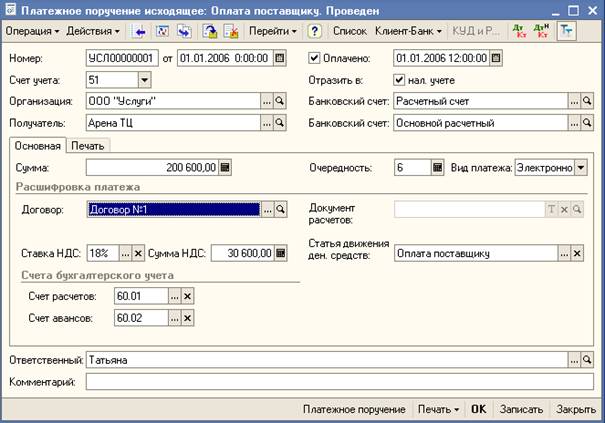 Платежное поручение исходящее: Оплата поставщику. Проведен
Операция Действия Перейти ? Список Клиент-Банк КУД и Р... Дт Кт Дт Н Кт Тт
Номер: УСЛ00000001 от 01.01.2006 0:00:00 Оплачено: 01.01.2006 12:00:00
Счет учета: 51 Отразить в: нал. учете
Организация: ООО "Услуги" ... Банковский счет: Расчетный счет ...
Получатель: Арена ТЦ ... Банковский счет: Основной расчетный ...
Основная Печать
Сумма: 200 600,00 Очередность: 6 Вид платежа: Электронно
Расшифровка платежа
Договор: Договор №1 ... Документ расчетов: T x
Ставка НДС: 18% ... x Сумма НДС: 30 600,00 Статья движения ден. средств: Оплата поставщику ... x
Счета бухгалтерского учета
Счет расчетов: 60.01 ... x
Счет авансов: 60.02 ... x
Ответственный: Татьяна ...
Комментарий:
Платежное поручение Печать OK Записать Закрыть